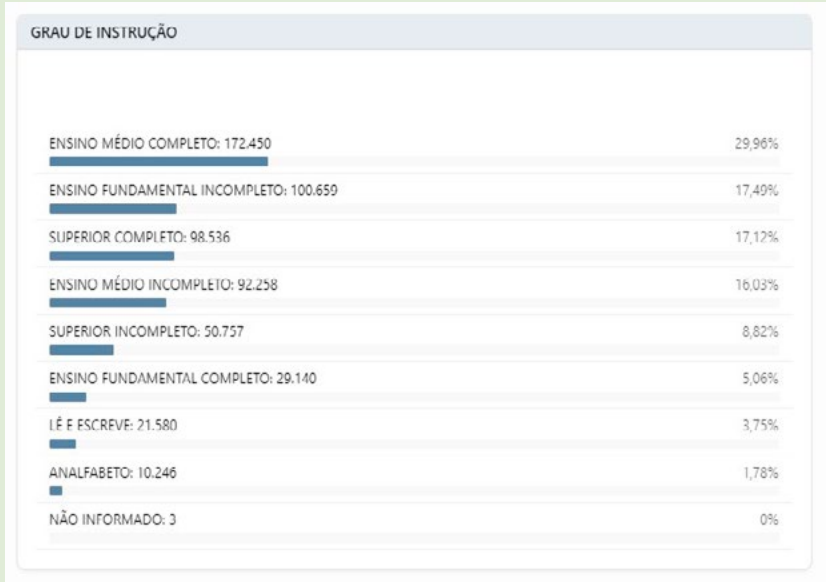 GRAU DE INSTRUÇÃO
ENSINO MÉDIO COMPLETO: 172.450 29,96%
ENSINO FUNDAMENTAL INCOMPLETO: 100.659 17,49%
SUPERIOR COMPLETO: 98.536 17,12%
ENSINO MÉDIO INCOMPLETO: 92.258 16,03%
SUPERIOR INCOMPLETO: 50.757 8,82%
ENSINO FUNDAMENTAL COMPLETO: 29.140 5,06%
LÊ E ESCREVE: 21.580 3,75%
ANALFABETO: 10.246 1,78%
NÃO INFORMADO: 3 0%